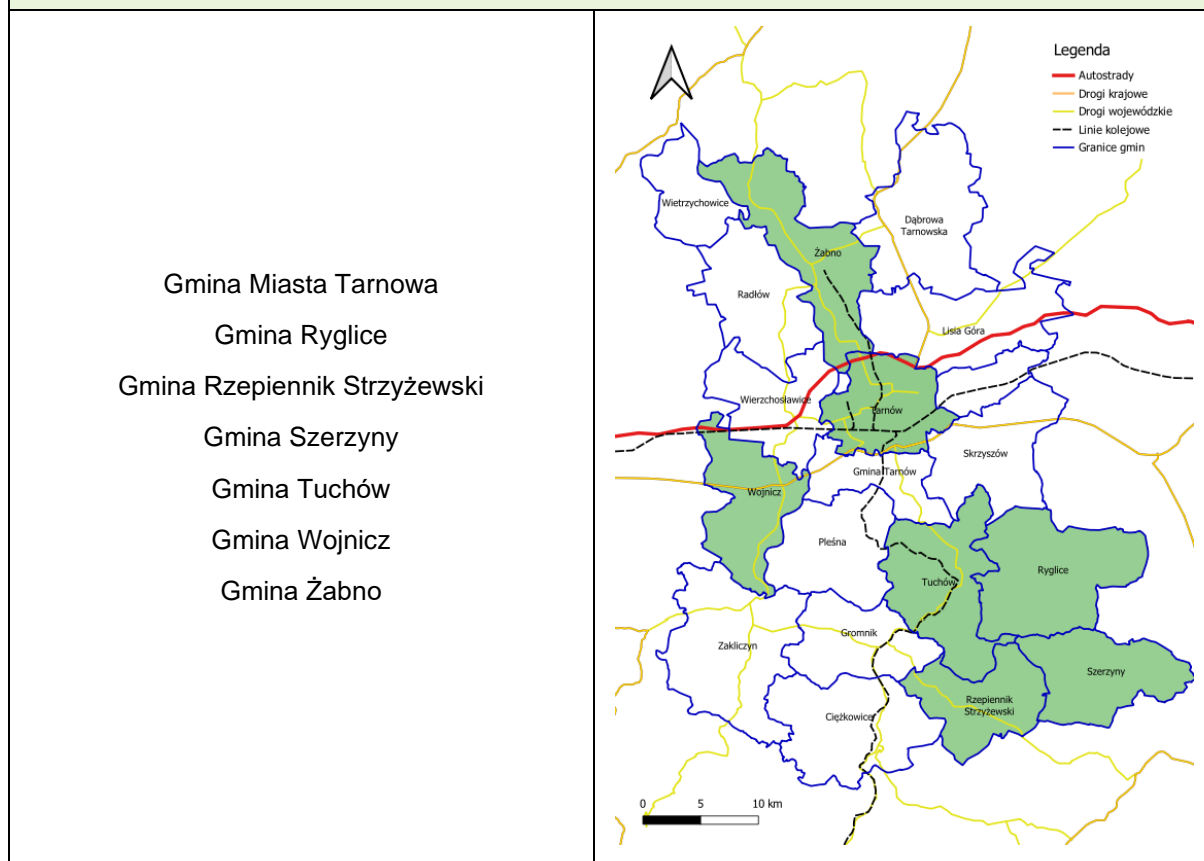 Gmina Miasta Tarnowa
Gmina Ryglice
Gmina Rzepiennik Strzyżewski
Gmina Szerzyny
Gmina Tuchów
Gmina Wojnicz
Gmina Żabno
Legenda
Autostrady
Drogi krajowe
Drogi wojewódzkie
Linie kolejowe
Granice gmin
Wietrzychowice
Dąbrowa
Tarnowska
Żabno
Radłów
Lisia Góra
Wierzchosławice
Tarnów
Skrzyszów
Gmina Tarnów
Wojnicz
Pleśna
Ryglice
Tuchów
Gromnik
Zakliczyn
Szerzyny
Rzepiennik
Strzyżewski
Ciężkowice
0 5 10 km